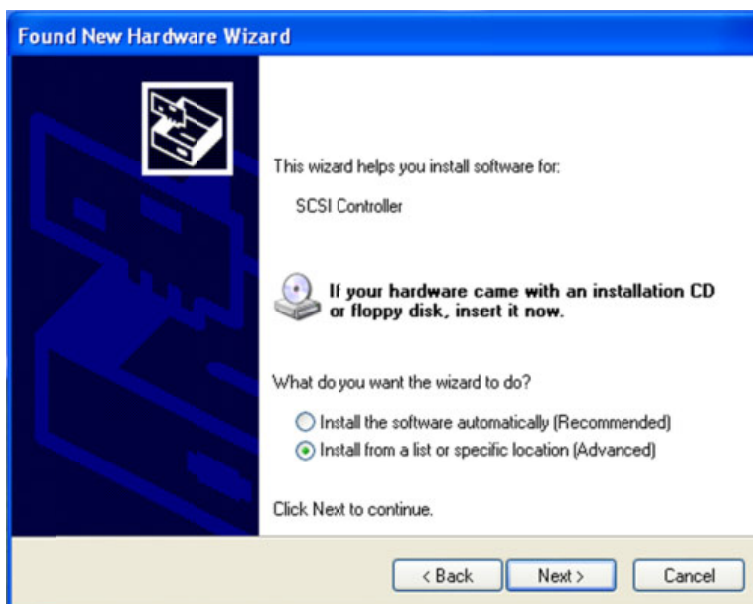 Found New Hardware Wizard
This wizard helps you install software for:
SCSI Controller
If your hardware came with an installation CD
or floppy disk, insert it now.
What do you want the wizard to do?
Install the software automatically (Recommended)
Install from a list or specific location (Advanced)
Click Next to continue.
< Back
Next >
Cancel